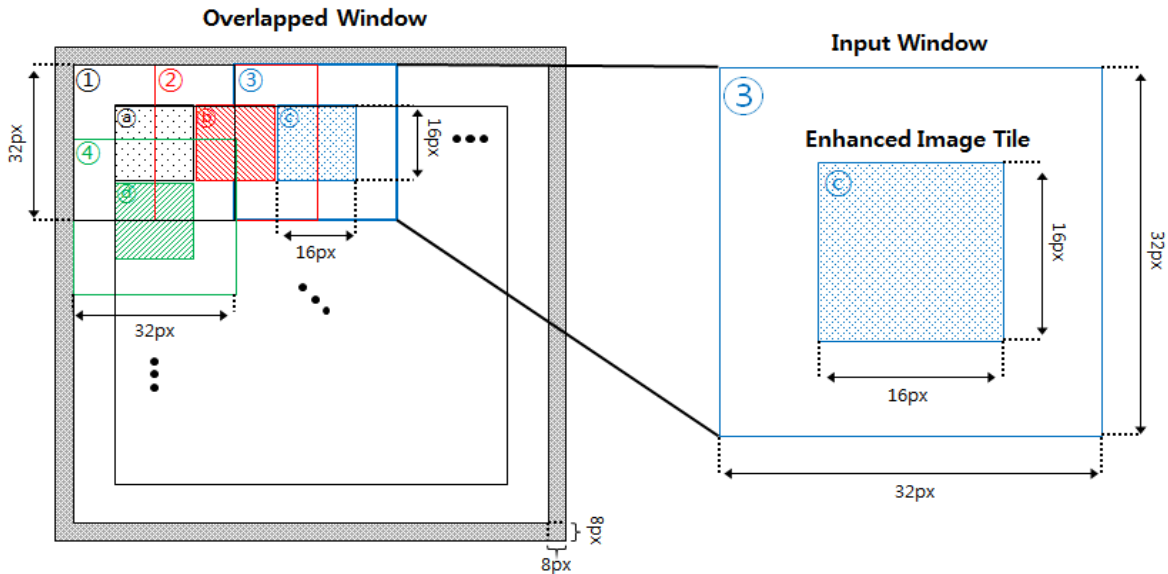 Overlapped Window
Input Window
① ② ③
③
ⓐ ⓑ ⓒ
④
32px
16px
Enhanced Image Tile
ⓒ
ⓓ
16px
16px
32px
32px
16px
32px
8px
8px